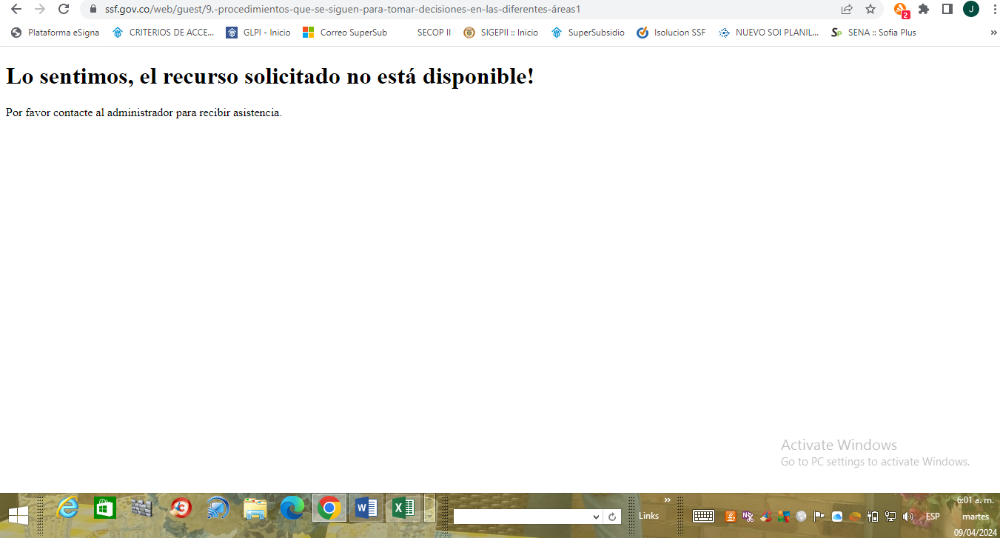 ssf.gov.co/web/guest/9.-procedimientos-que-se-siguen-para-tomar-decisiones-en-las-diferentes-áreas1
2
J
Plataforma eSigna
CRITERIOS DE ACCE...
GLPI - Inicio
Correo SuperSub
SECOP II
SIGEPII :: Inicio
SuperSubsidio
Isolucion SSF
NUEVO SOI PLANIL...
SENA :: Sofia Plus
»
Lo sentimos, el recurso solicitado no está disponible!
Por favor contacte al administrador para recibir asistencia.
Activate Windows
Go to PC settings to activate Windows.
Links
»
ESP
6:01 a. m.
martes
09/04/2024